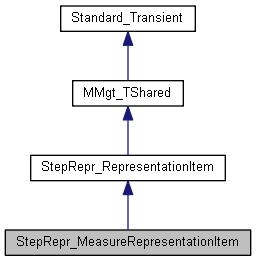 Standard_Transient
MMgt_TShared
StepRepr_RepresentationItem
StepRepr_MeasureRepresentationItem